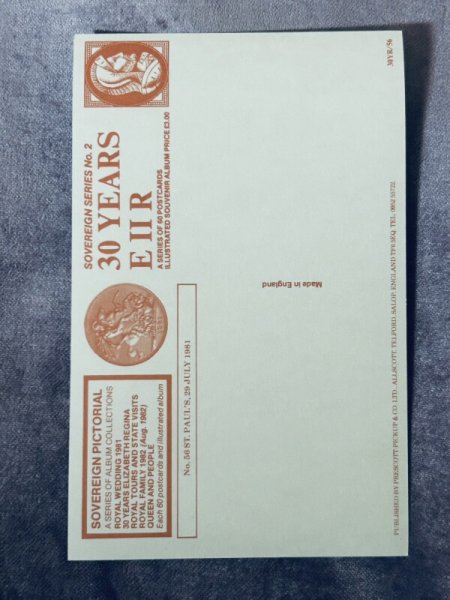 SOVEREIGN PICTORIAL
A SERIES OF ALBUM COLLECTIONS
ROYAL WEDDING 1981
30 YEARS ELIZABETH REGINA
ROYAL TOURS AND STATE VISITS
ROYAL FAMILY 1982 (Aug. 1982)
QUEEN AND PEOPLE
Each 60 postcards and illustrated album
SOVEREIGN SERIES No. 2
30 YEARS
E II R
A SERIES OF 60 POSTCARDS
ILLUSTRATED SOUVENIR ALBUM PRICE £3.00
No. 56 ST. PAUL'S, 29 JULY 1981
Made in England
PUBLISHED BY PRESCOTT PICKUP & CO. LTD., ALLSCOTT, TELFORD, SALOP, ENGLAND TF6 5EQ. TEL. 0952 55722.
30YR/56